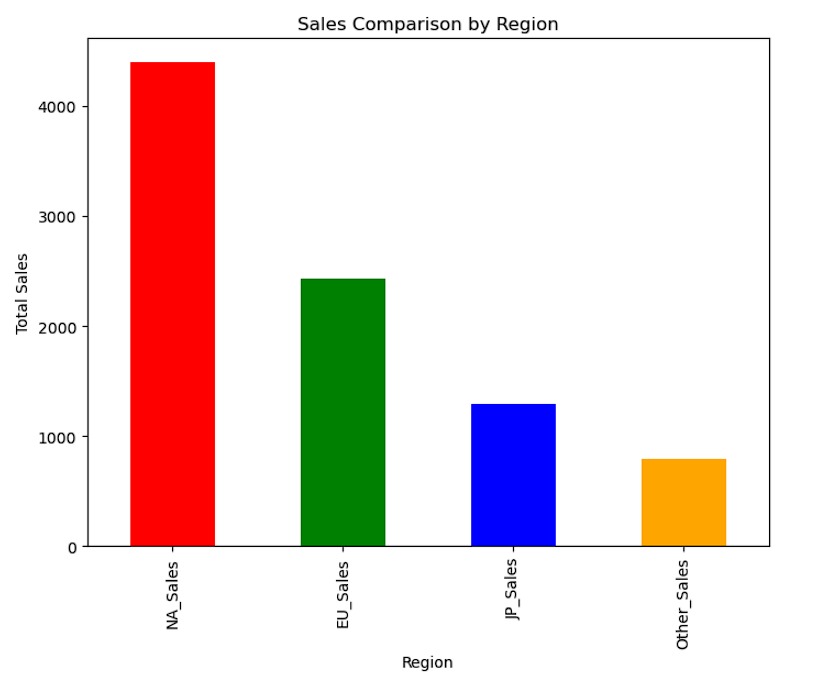 Sales Comparison by Region
Total Sales
4000
3000
2000
1000
0
NA_Sales
EU_Sales
JP_Sales
Other_Sales
Region